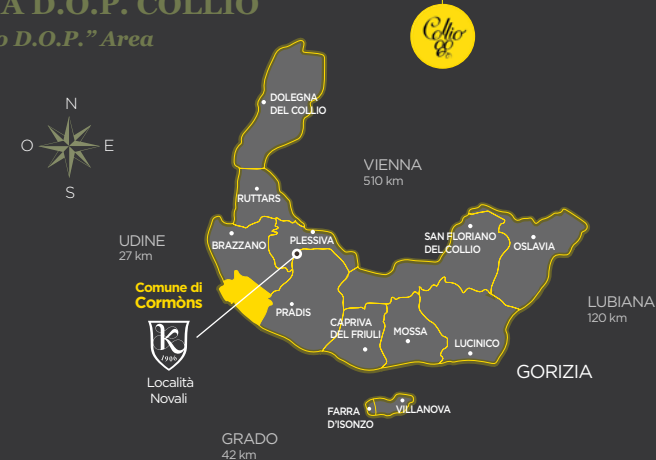 A D.O.P. COLLIO
o D.O.P.” Area
Collio
N
O
E
S
DOLEGNA
DEL COLLIO
VIENNA
510 km
RUTTARS
UDINE
27 km
BRAZZANO
PLESSIVA
SAN FLORIANO
DEL COLLIO
OSLAVIA
Comune di
Cormòns
LUBIANA
120 km
PRADIS
CAPRIVA
DEL FRIULI
MOSSA
LUCINICO
K
1906
Località
Novali
GORIZIA
FARRA
D'ISONZO
VILLANOVA
GRADO
42 km